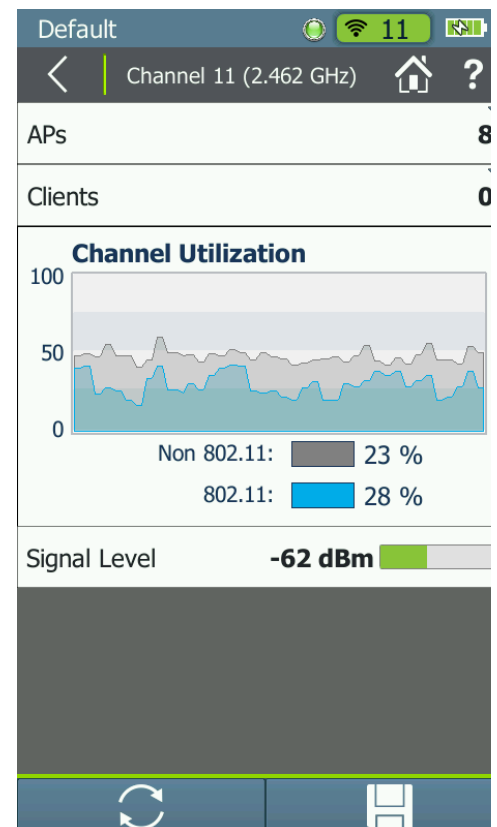 Default 11
Channel 11 (2.462 GHz) ?
APs 8
Clients 0
Channel Utilization
100
50
0
Non 802.11: 23 %
802.11: 28 %
Signal Level -62 dBm